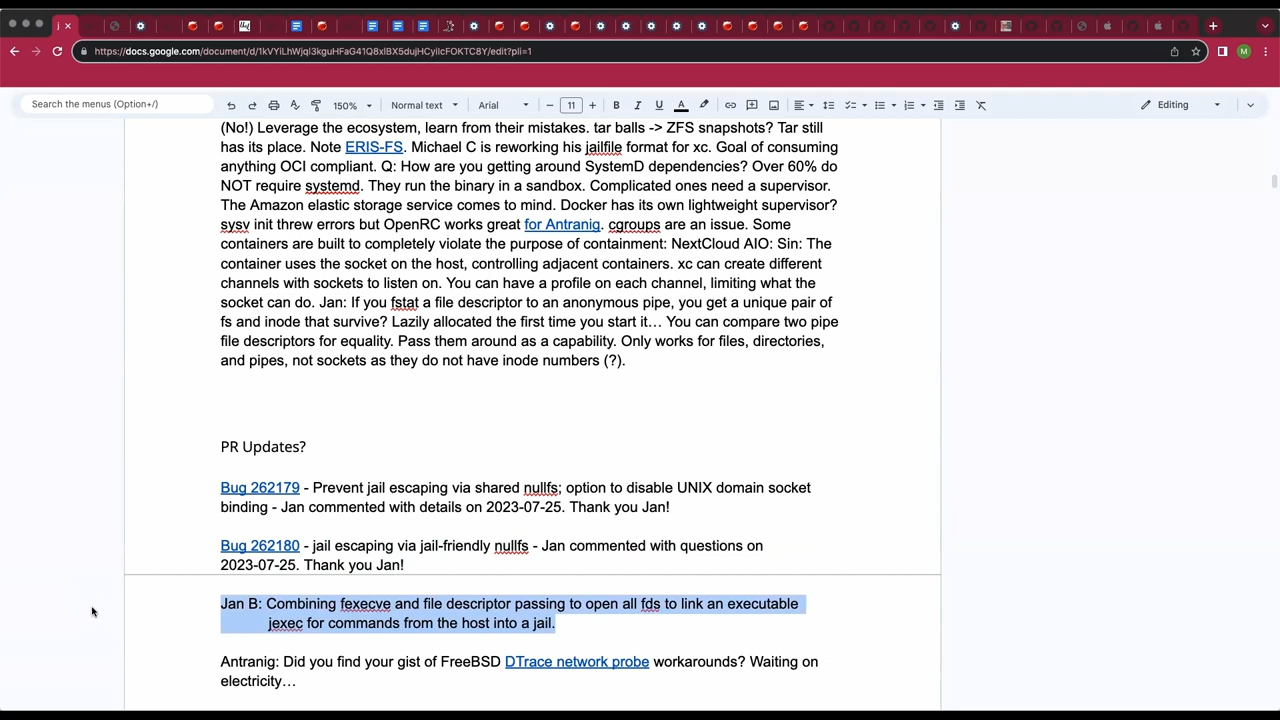 https://docs.google.com/document/d/1kVYiLhWjql3kguHFaG41Q8xlBX5dujHCyilcFOKTC8Y/edit?pli=1
M
Search the menus (Option+/)
150%
Normal text
Arial
11
B I U A
Editing
(No!) Leverage the ecosystem, learn from their mistakes. tar balls -> ZFS snapshots? Tar still
has its place. Note ERIS-FS. Michael C is reworking his jailfile format for xc. Goal of consuming
anything OCI compliant. Q: How are you getting around SystemD dependencies? Over 60% do
NOT require systemd. They run the binary in a sandbox. Complicated ones need a supervisor.
The Amazon elastic storage service comes to mind. Docker has its own lightweight supervisor?
sysv init threw errors but OpenRC works great for Antranig. cgroups are an issue. Some
containers are built to completely violate the purpose of containment: NextCloud AIO: Sin: The
container uses the socket on the host, controlling adjacent containers. xc can create different
channels with sockets to listen on. You can have a profile on each channel, limiting what the
socket can do. Jan: If you fstat a file descriptor to an anonymous pipe, you get a unique pair of
fs and inode that survive? Lazily allocated the first time you start it… You can compare two pipe
file descriptors for equality. Pass them around as a capability. Only works for files, directories,
and pipes, not sockets as they do not have inode numbers (?).
PR Updates?
Bug 262179 - Prevent jail escaping via shared nullfs; option to disable UNIX domain socket
binding - Jan commented with details on 2023-07-25. Thank you Jan!
Bug 262180 - jail escaping via jail-friendly nullfs - Jan commented with questions on
2023-07-25. Thank you Jan!
Jan B: Combining fexecve and file descriptor passing to open all fds to link an executable
jexec for commands from the host into a jail.
Antranig: Did you find your gist of FreeBSD DTrace network probe workarounds? Waiting on
electricity…